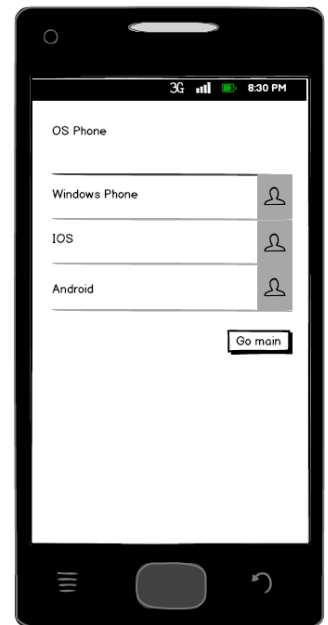 3G 8:30 PM
OS Phone
Windows Phone
IOS
Android
Go main